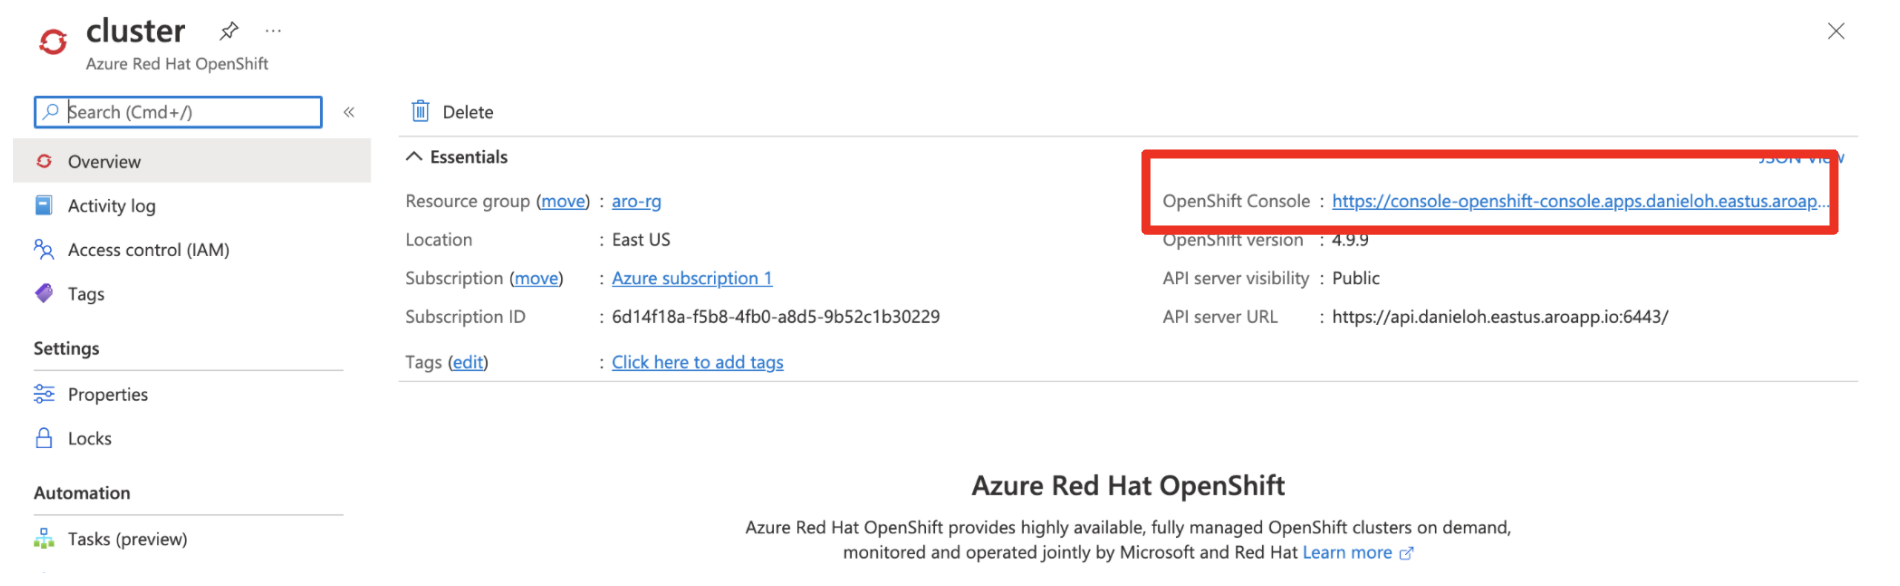 cluster
Azure Red Hat OpenShift
Search (Cmd+/)
Delete
Overview
Activity log
Access control (IAM)
Tags
Settings
Properties
Locks
Automation
Tasks (preview)
Essentials
JSON View
Resource group (move) : aro-rg
Location : East US
Subscription (move) : Azure subscription 1
Subscription ID : 6d14f18a-f5b8-4fb0-a8d5-9b52c1b30229
Tags (edit) : Click here to add tags
OpenShift Console : https://console-openshift-console.apps.danieloh.eastus.aroap...
OpenShift version : 4.9.9
API server visibility : Public
API server URL : https://api.danieloh.eastus.aroapp.io:6443/
Azure Red Hat OpenShift
Azure Red Hat OpenShift provides highly available, fully managed OpenShift clusters on demand,
monitored and operated jointly by Microsoft and Red Hat Learn more